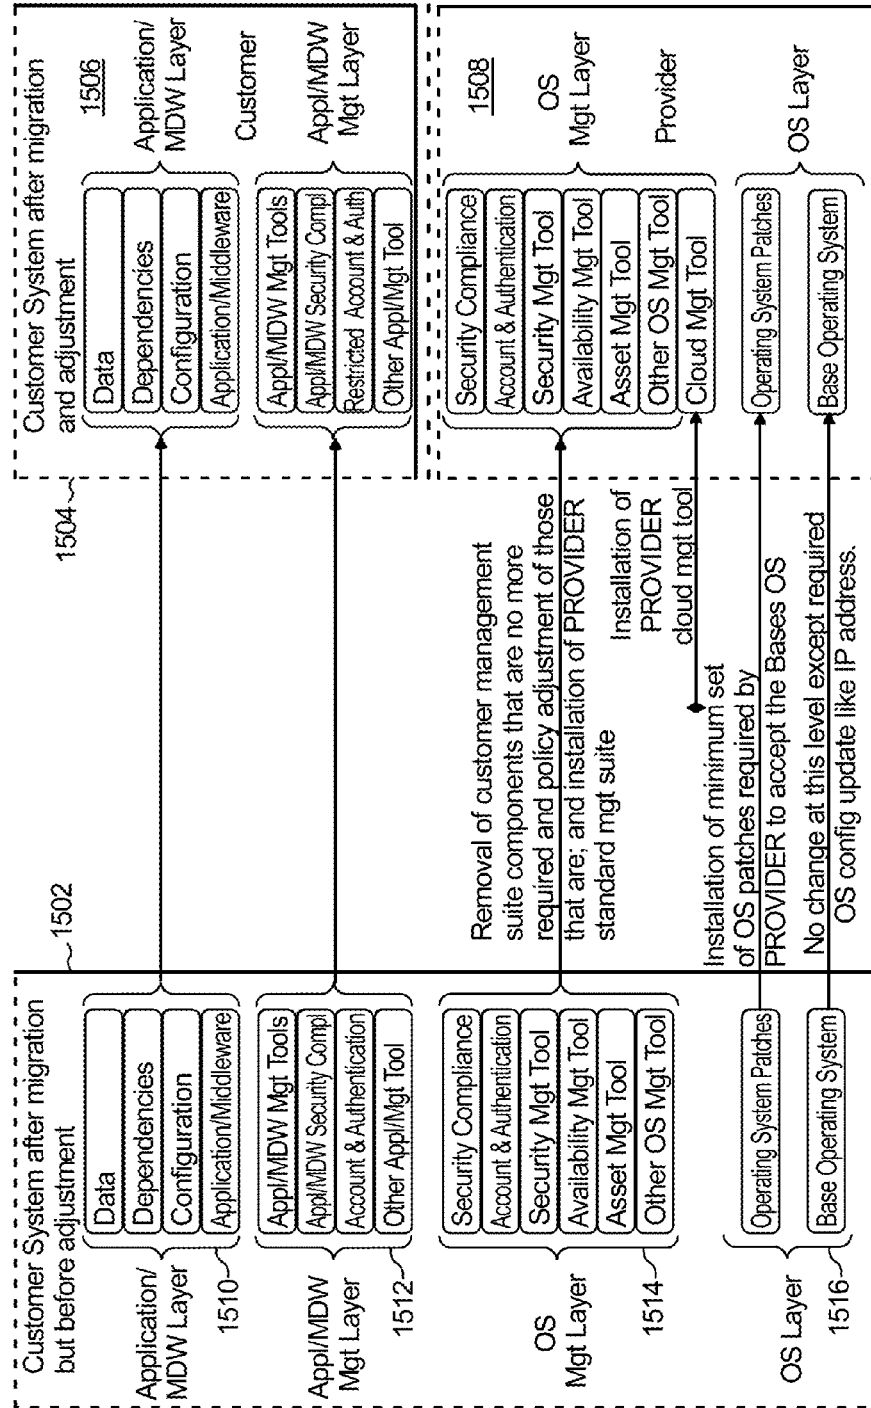 Customer System after migration
but before adjustment
Application/
MDW Layer
1510
Data
Dependencies
Configuration
Application/Middleware
Appl/MDW
Mgt Layer
1512
Appl/MDW Mgt Tools
Appl/MDW Security Compl
Account & Authentication
Other Appl/Mgt Tool
OS
Mgt Layer
1514
Security Compliance
Account & Authentication
Security Mgt Tool
Availability Mgt Tool
Asset Mgt Tool
Other OS Mgt Tool
OS Layer
1516
Operating System Patches
Base Operating System
1502
Removal of customer management
suite components that are no more
required and policy adjustment of those
that are; and installation of PROVIDER
standard mgt suite
Installation of
PROVIDER
cloud mgt tool
Installation of minimum set
of OS patches required by
PROVIDER to accept the Bases OS
No change at this level except required
OS config update like IP address.
1504
Customer System after migration
and adjustment
1506
Data
Dependencies
Configuration
Application/Middleware
Application/
MDW Layer
Customer
Appl/MDW Mgt Tools
Appl/MDW Security Compl
Restricted Account & Auth
Other Appl/Mgt Tool
Appl/MDW
Mgt Layer
1508
Security Compliance
Account & Authentication
Security Mgt Tool
Availability Mgt Tool
Asset Mgt Tool
Other OS Mgt Tool
Cloud Mgt Tool
OS
Mgt Layer
Provider
Operating System Patches
Base Operating System
OS Layer